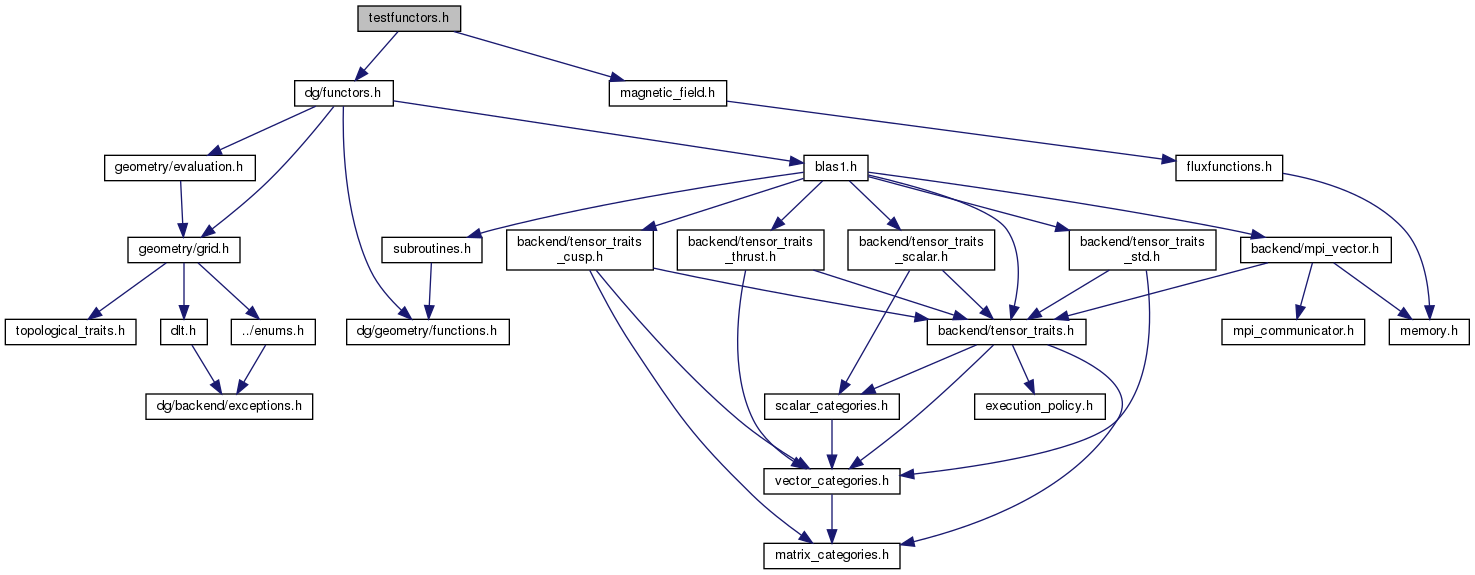 testfunctors.h
dg/functors.h
magnetic_field.h
geometry/evaluation.h
blas1.h
fluxfunctions.h
geometry/grid.h
subroutines.h
backend/tensor_traits
_cusp.h
backend/tensor_traits
_thrust.h
backend/tensor_traits
_scalar.h
backend/tensor_traits
_std.h
backend/mpi_vector.h
topological_traits.h
dlt.h
../enums.h
dg/geometry/functions.h
backend/tensor_traits.h
mpi_communicator.h
memory.h
dg/backend/exceptions.h
scalar_categories.h
execution_policy.h
vector_categories.h
matrix_categories.h